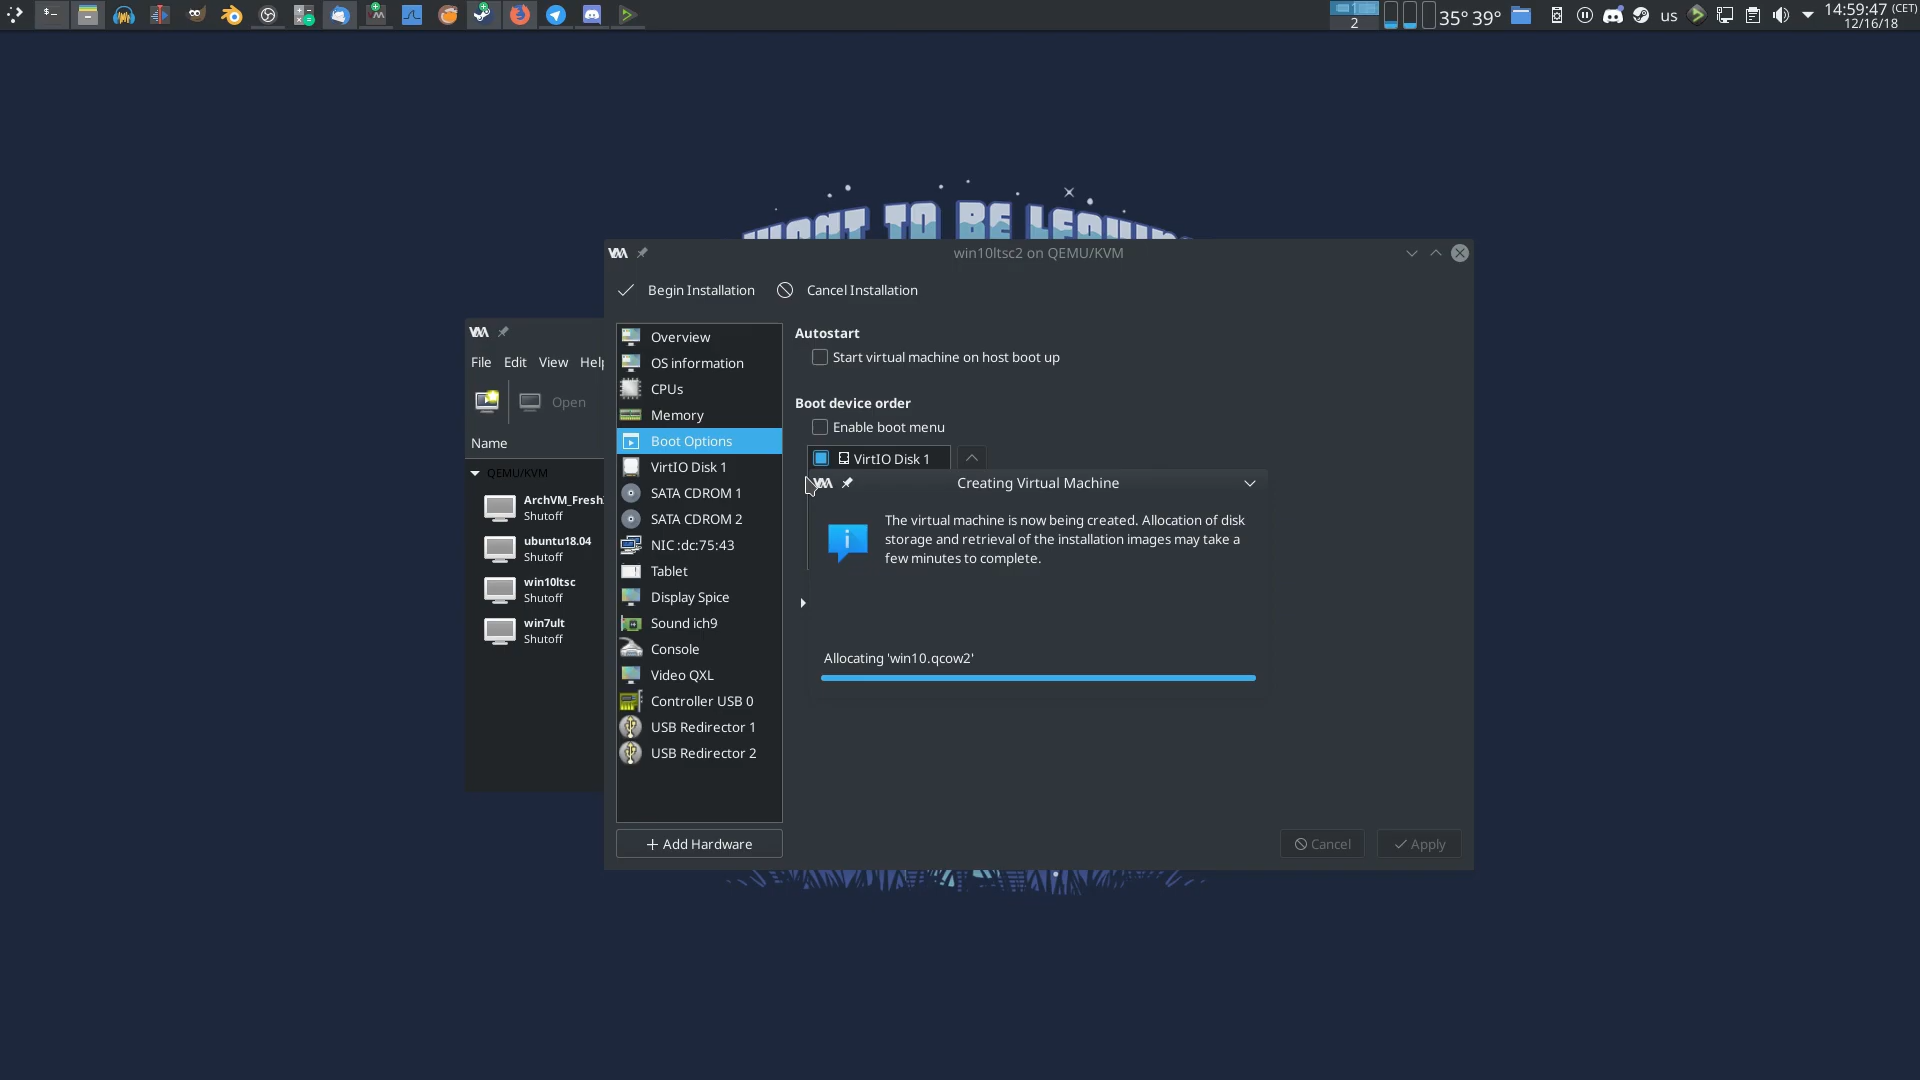 2
35° 39°
us
14:59:47 (CET)
12/16/18
WANT TO BE
win10ltsc2 on QEMU/KVM
Begin Installation
Cancel Installation
File Edit View Help
Open
Name
QEMU/KVM
ArchVM_Fresh
Shutoff
ubuntu18.04
Shutoff
win10ltsc
Shutoff
win7ult
Shutoff
Overview
OS information
CPUs
Memory
Boot Options
VirtIO Disk 1
SATA CDROM 1
SATA CDROM 2
NIC :dc:75:43
Tablet
Display Spice
Sound ich9
Console
Video QXL
Controller USB 0
USB Redirector 1
USB Redirector 2
Add Hardware
Autostart
Start virtual machine on host boot up
Boot device order
Enable boot menu
VirtIO Disk 1
Creating Virtual Machine
The virtual machine is now being created. Allocation of disk
storage and retrieval of the installation images may take a
few minutes to complete.
Allocating 'win10.qcow2'
Cancel
Apply